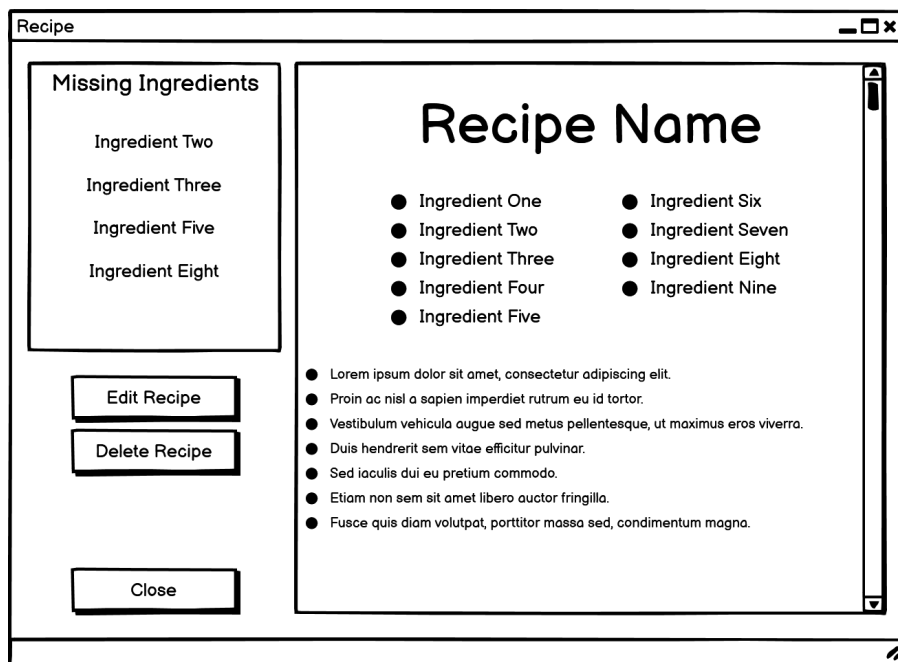 Recipe
Missing Ingredients
Ingredient Two
Ingredient Three
Ingredient Five
Ingredient Eight
Edit Recipe
Delete Recipe
Close
Recipe Name
Ingredient One
Ingredient Two
Ingredient Three
Ingredient Four
Ingredient Five
Ingredient Six
Ingredient Seven
Ingredient Eight
Ingredient Nine
Lorem ipsum dolor sit amet, consectetur adipiscing elit.
Proin ac nisl a sapien imperdiet rutrum eu id tortor.
Vestibulum vehicula augue sed metus pellentesque, ut maximus eros viverra.
Duis hendrerit sem vitae efficitur pulvinar.
Sed iaculis dui eu pretium commodo.
Etiam non sem sit amet libero auctor fringilla.
Fusce quis diam volutpat, porttitor massa sed, condimentum magna.